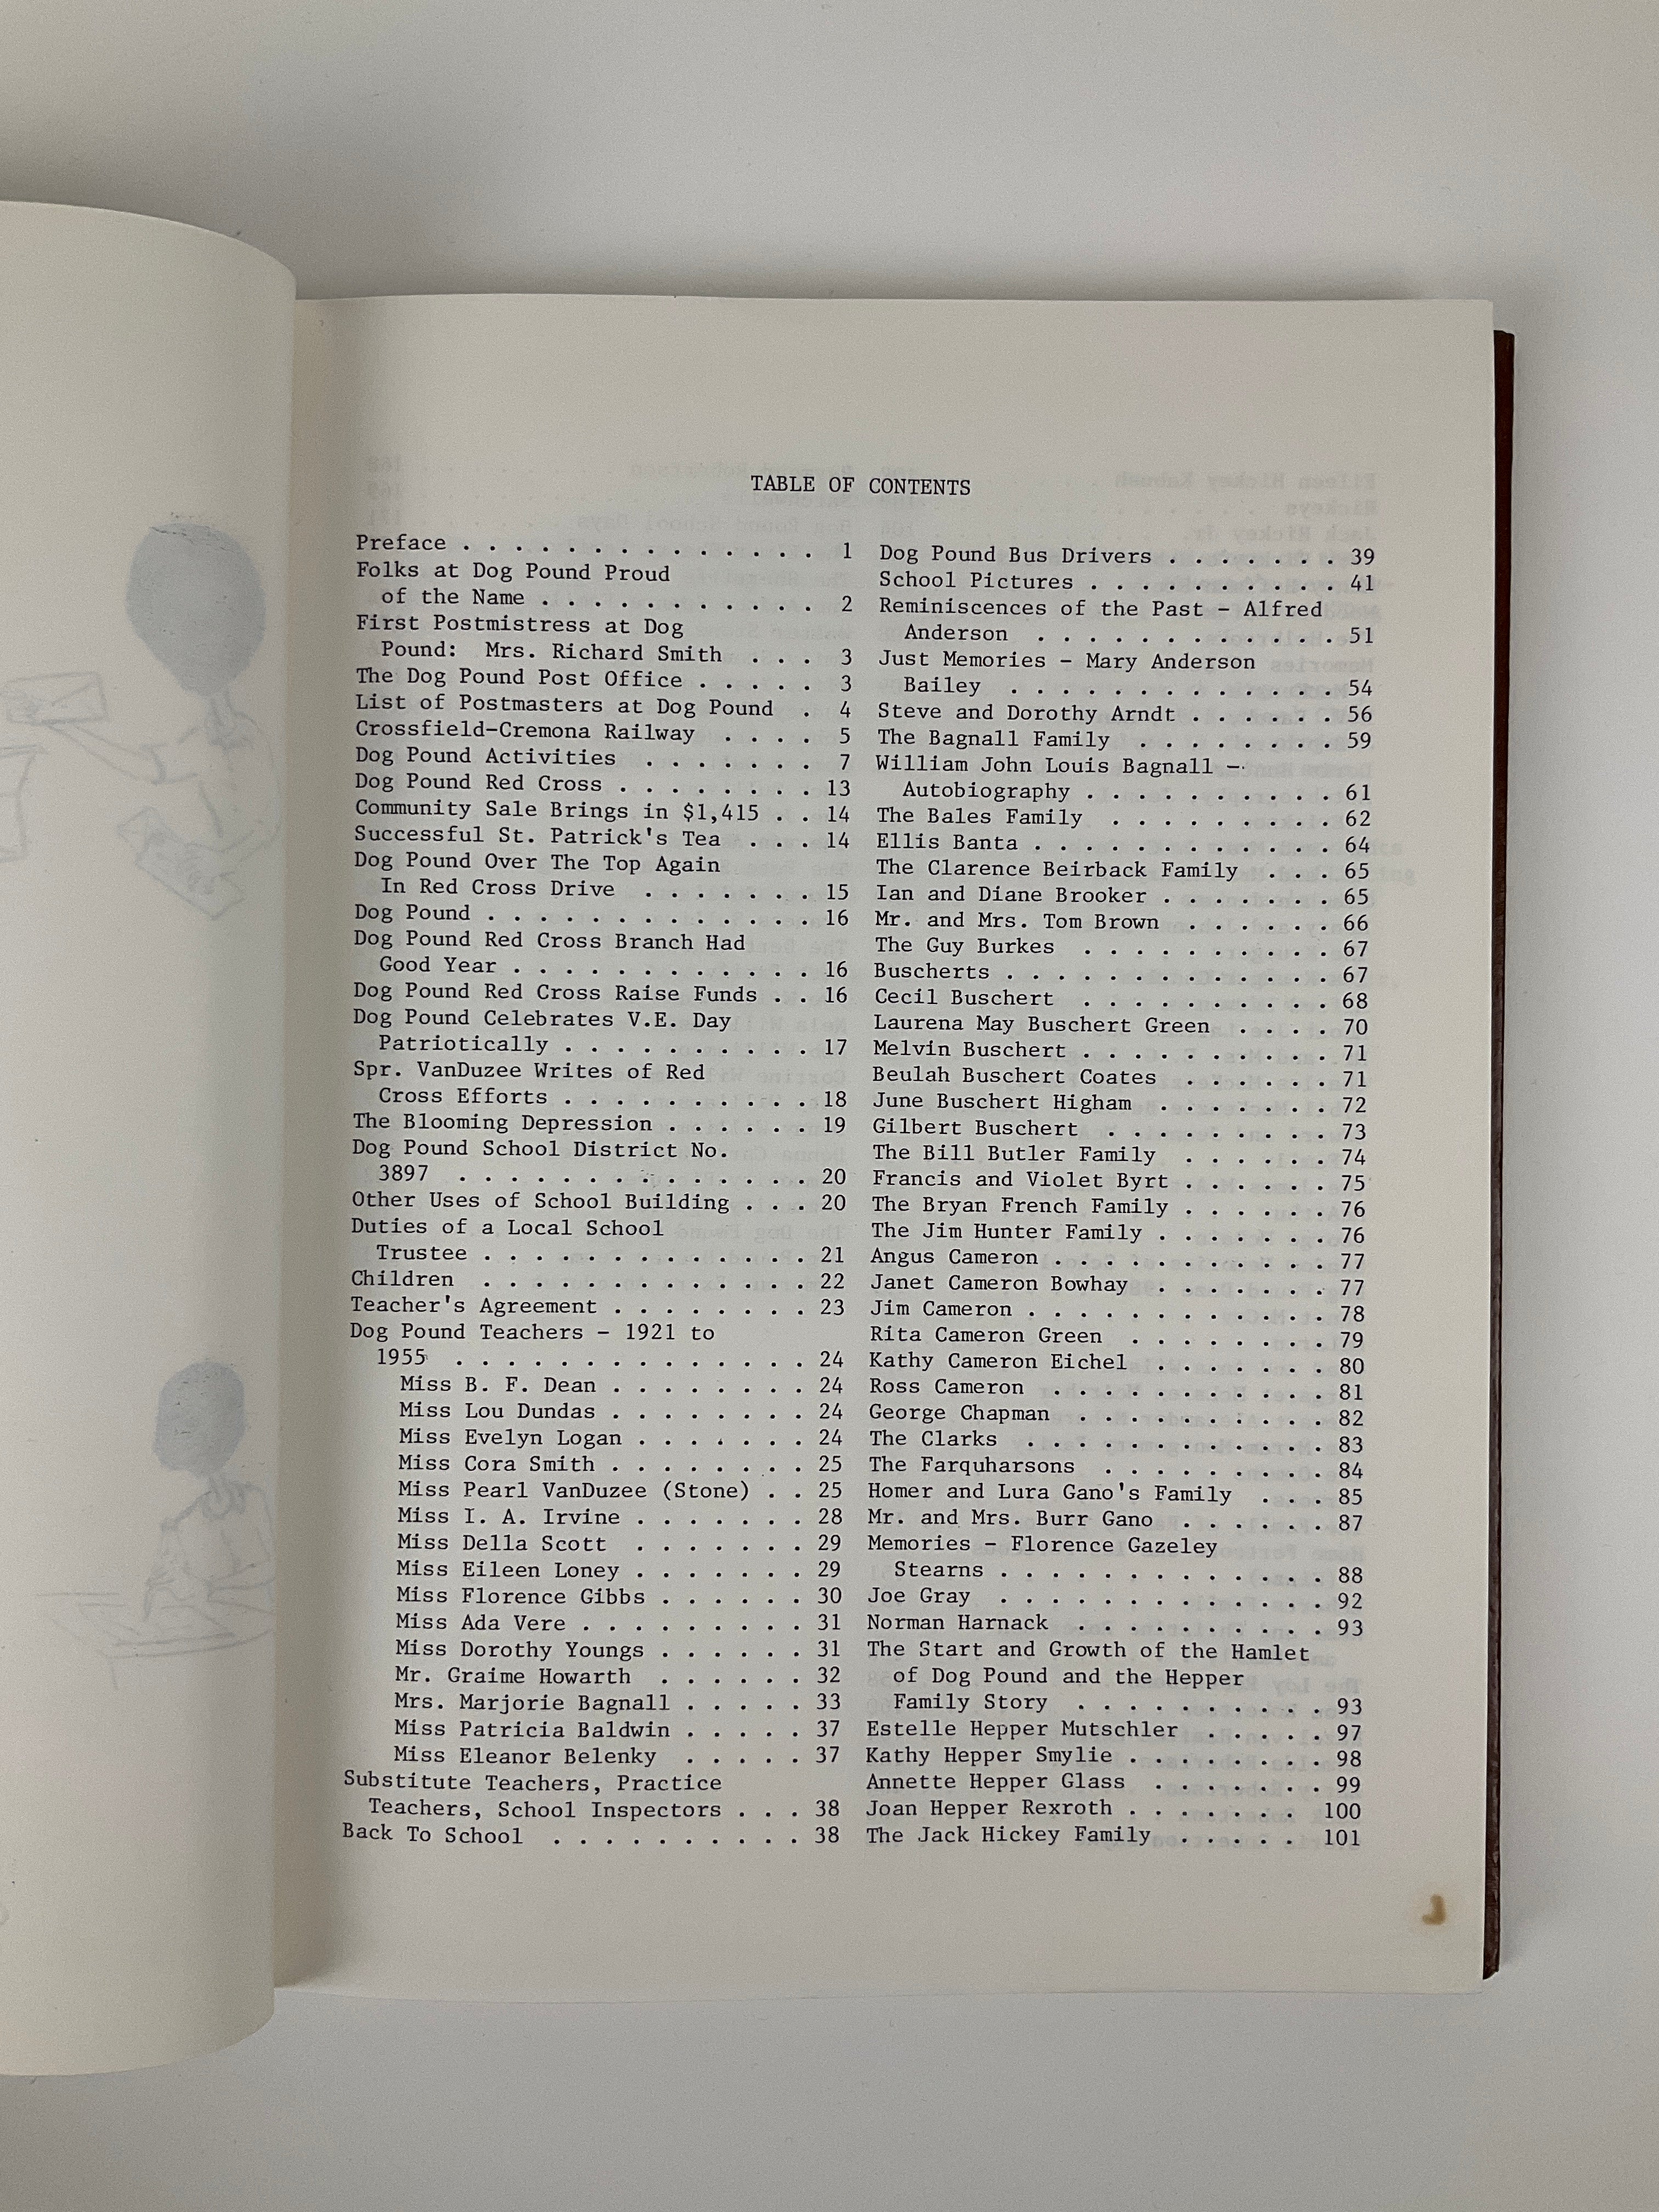 TABLE OF CONTENTS
Preface . . . . . . . . . . . . . . 1
Folks at Dog Pound Proud
of the Name . . . . . . . . . . . 2
First Postmistress at Dog
Pound: Mrs. Richard Smith . . . 3
The Dog Pound Post Office . . . . . 3
List of Postmasters at Dog Pound . 4
Crossfield-Cremona Railway . . . . 5
Dog Pound Activities . . . . . . . 7
Dog Pound Red Cross . . . . . . . . 13
Community Sale Brings in $1,415 . . 14
Successful St. Patrick's Tea . . . 14
Dog Pound Over The Top Again
In Red Cross Drive . . . . . . . 15
Dog Pound . . . . . . . . . . . . . 16
Dog Pound Red Cross Branch Had
Good Year . . . . . . . . . . . . 16
Dog Pound Red Cross Raise Funds . . 16
Dog Pound Celebrates V.E. Day
Patriotically . . . . . . . . . . 17
Spr. VanDuzee Writes of Red
Cross Efforts . . . . . . . . . . 18
The Blooming Depression . . . . . . 19
Dog Pound School District No.
3897 . . . . . . . . . . . . . . 20
Other Uses of School Building . . . 20
Duties of a Local School
Trustee . . . . . . . . . . . . . 21
Children . . . . . . . . . . . . . 22
Teacher's Agreement . . . . . . . . 23
Dog Pound Teachers - 1921 to
1955 . . . . . . . . . . . . . . 24
Miss B. F. Dean . . . . . . . . 24
Miss Lou Dundas . . . . . . . . 24
Miss Evelyn Logan . . . . . . . 24
Miss Cora Smith . . . . . . . . 25
Miss Pearl VanDuzee (Stone) . . 25
Miss I. A. Irvine . . . . . . . 28
Miss Della Scott . . . . . . . 29
Miss Eileen Loney . . . . . . . 29
Miss Florence Gibbs . . . . . . 30
Miss Ada Vere . . . . . . . . . 31
Miss Dorothy Youngs . . . . . . 31
Mr. Graime Howarth . . . . . . 32
Mrs. Marjorie Bagnall . . . . . 33
Miss Patricia Baldwin . . . . . 37
Miss Eleanor Belenky . . . . . 37
Substitute Teachers, Practice
Teachers, School Inspectors . . . 38
Back To School . . . . . . . . . . 38
Dog Pound Bus Drivers . . . . . . . 39
School Pictures . . . . . . . . . . 41
Reminiscences of the Past - Alfred
Anderson . . . . . . . . . . . . 51
Just Memories - Mary Anderson
Bailey . . . . . . . . . . . . . 54
Steve and Dorothy Arndt . . . . . . 56
The Bagnall Family . . . . . . . . 59
William John Louis Bagnall -
Autobiography . . . . . . . . . . 61
The Bales Family . . . . . . . . . 62
Ellis Banta . . . . . . . . . . . . 64
The Clarence Beirback Family . . . 65
Ian and Diane Brooker . . . . . . . 65
Mr. and Mrs. Tom Brown . . . . . . 66
The Guy Burkes . . . . . . . . . . 67
Buscherts . . . . . . . . . . . . . 67
Cecil Buschert . . . . . . . . . . 68
Laurena May Buschert Green . . . . 70
Melvin Buschert . . . . . . . . . . 71
Beulah Buschert Coates . . . . . . 71
June Buschert Higham . . . . . . . 72
Gilbert Buschert . . . . . . . . . 73
The Bill Butler Family . . . . . . 74
Francis and Violet Byrt . . . . . . 75
The Bryan French Family . . . . . . 76
The Jim Hunter Family . . . . . . . 76
Angus Cameron . . . . . . . . . . . 77
Janet Cameron Bowhay . . . . . . . 77
Jim Cameron . . . . . . . . . . . . 78
Rita Cameron Green . . . . . . . . 79
Kathy Cameron Eichel . . . . . . . 80
Ross Cameron . . . . . . . . . . . 81
George Chapman . . . . . . . . . . 82
The Clarks . . . . . . . . . . . . 83
The Farquharsons . . . . . . . . . 84
Homer and Lura Gano's Family . . . 85
Mr. and Mrs. Burr Gano . . . . . . 87
Memories - Florence Gazeley
Stearns . . . . . . . . . . . . . 88
Joe Gray . . . . . . . . . . . . . 92
Norman Harnack . . . . . . . . . . 93
The Start and Growth of the Hamlet
of Dog Pound and the Hepper
Family Story . . . . . . . . . . 93
Estelle Hepper Mutschler . . . . . 97
Kathy Hepper Smylie . . . . . . . . 98
Annette Hepper Glass . . . . . . . 99
Joan Hepper Rexroth . . . . . . . 100
The Jack Hickey Family . . . . . 101